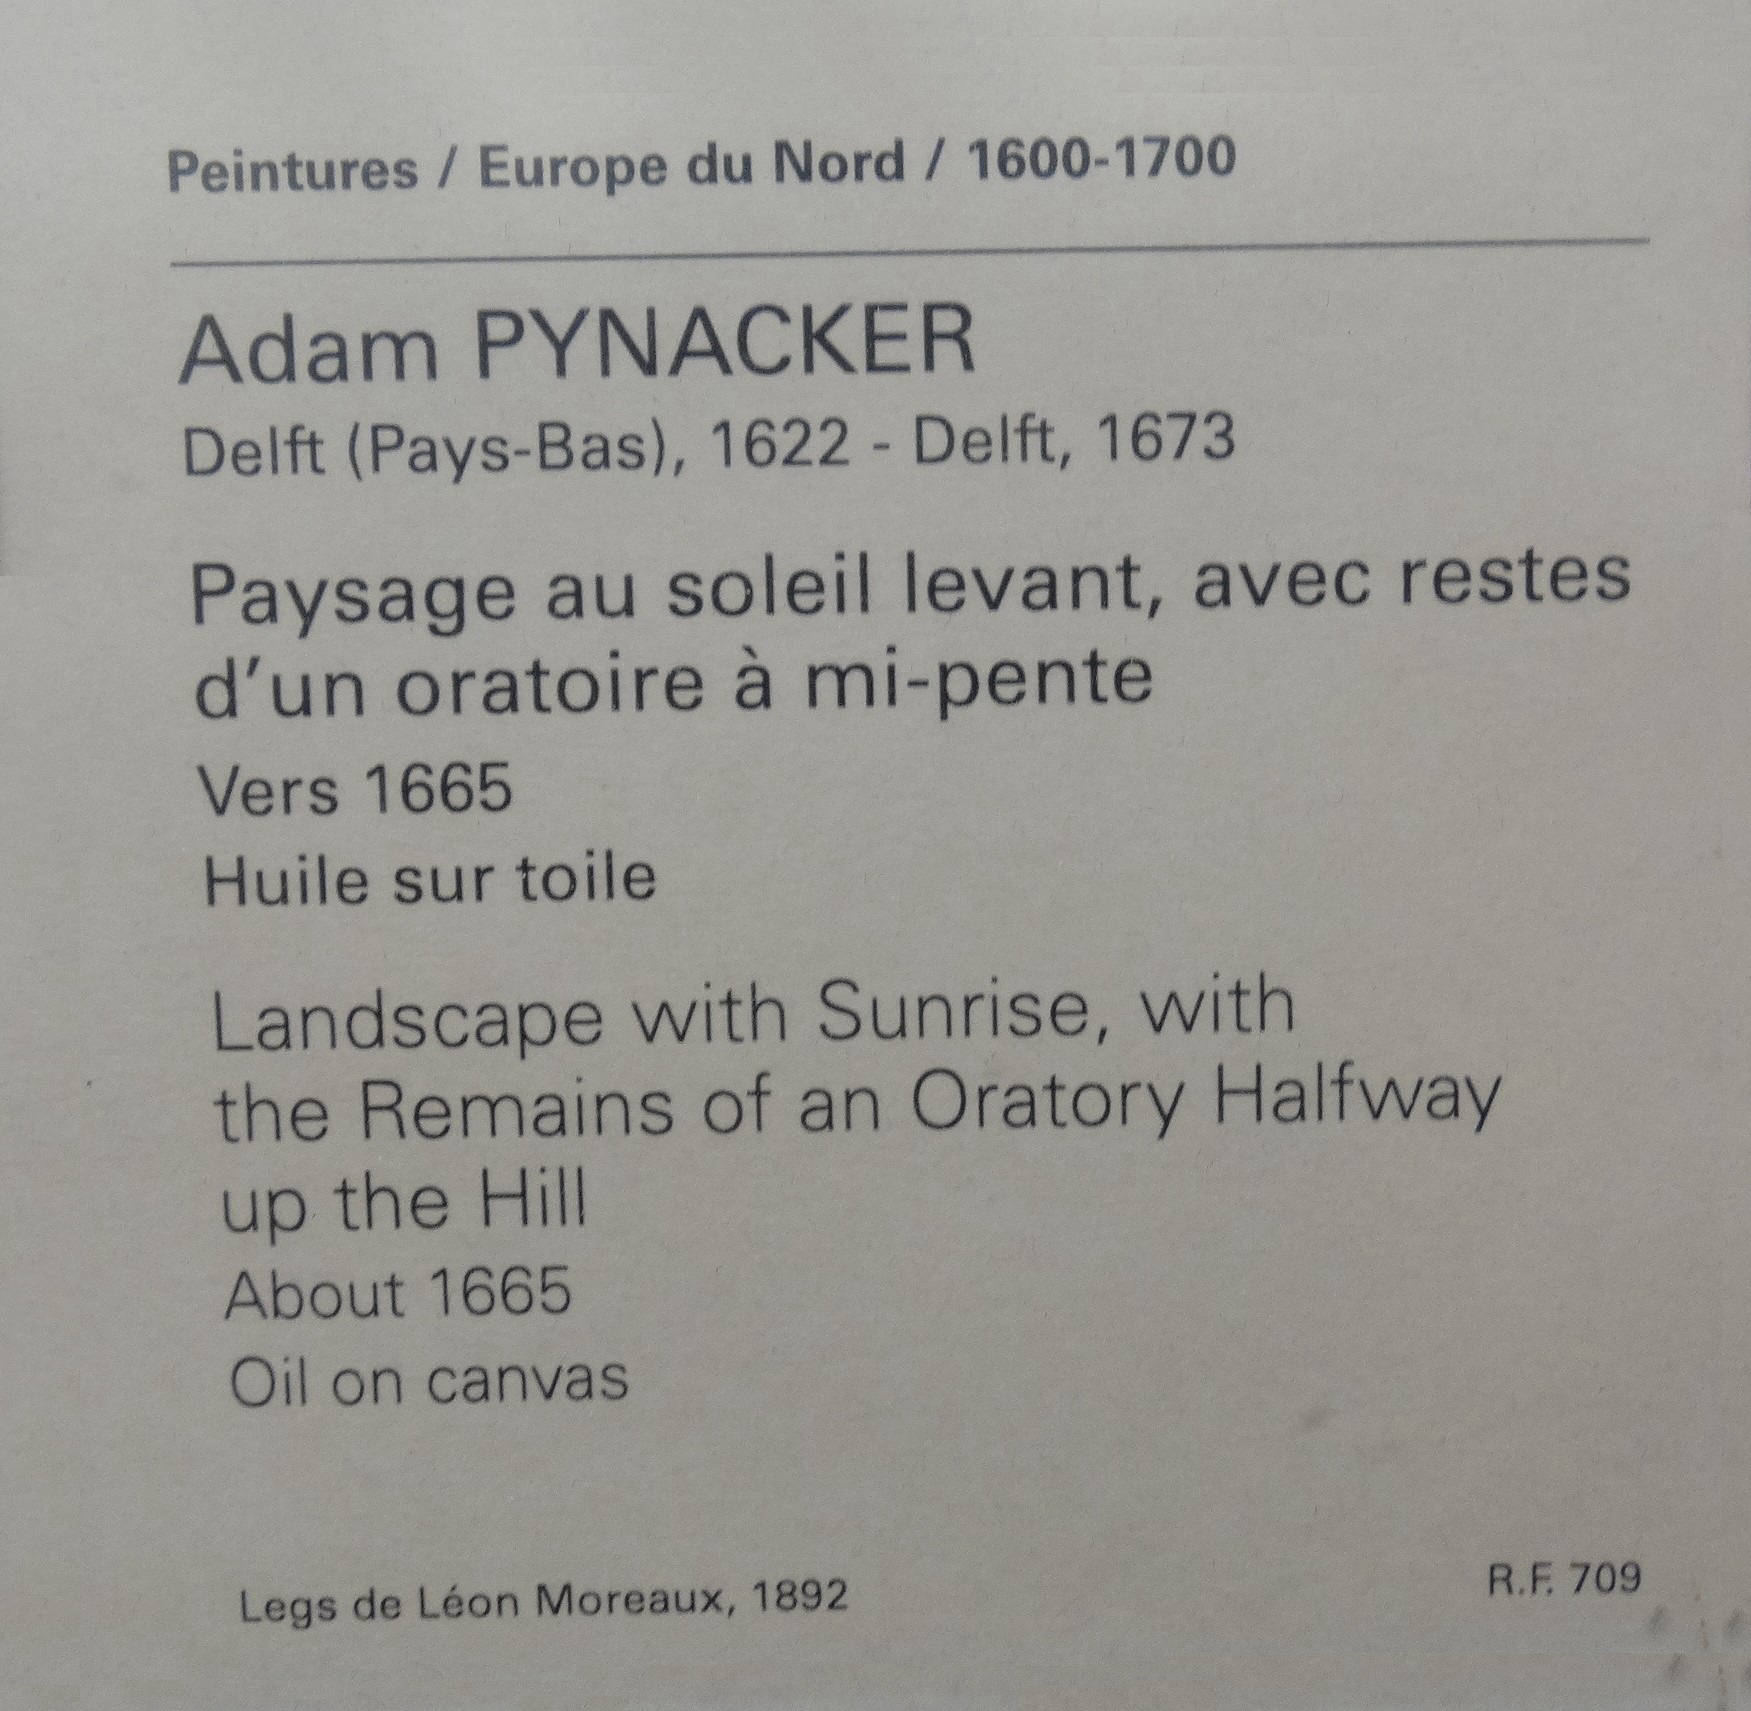 Peintures / Europe du Nord / 1600-1700
Adam PYNACKER
Delft (Pays-Bas), 1622 - Delft, 1673
Paysage au soleil levant, avec restes
d'un oratoire à mi-pente
Vers 1665
Huile sur toile
Landscape with Sunrise, with
the Remains of an Oratory Halfway
up the Hill
About 1665
Oil on canvas
Legs de Léon Moreaux, 1892
R.F. 709